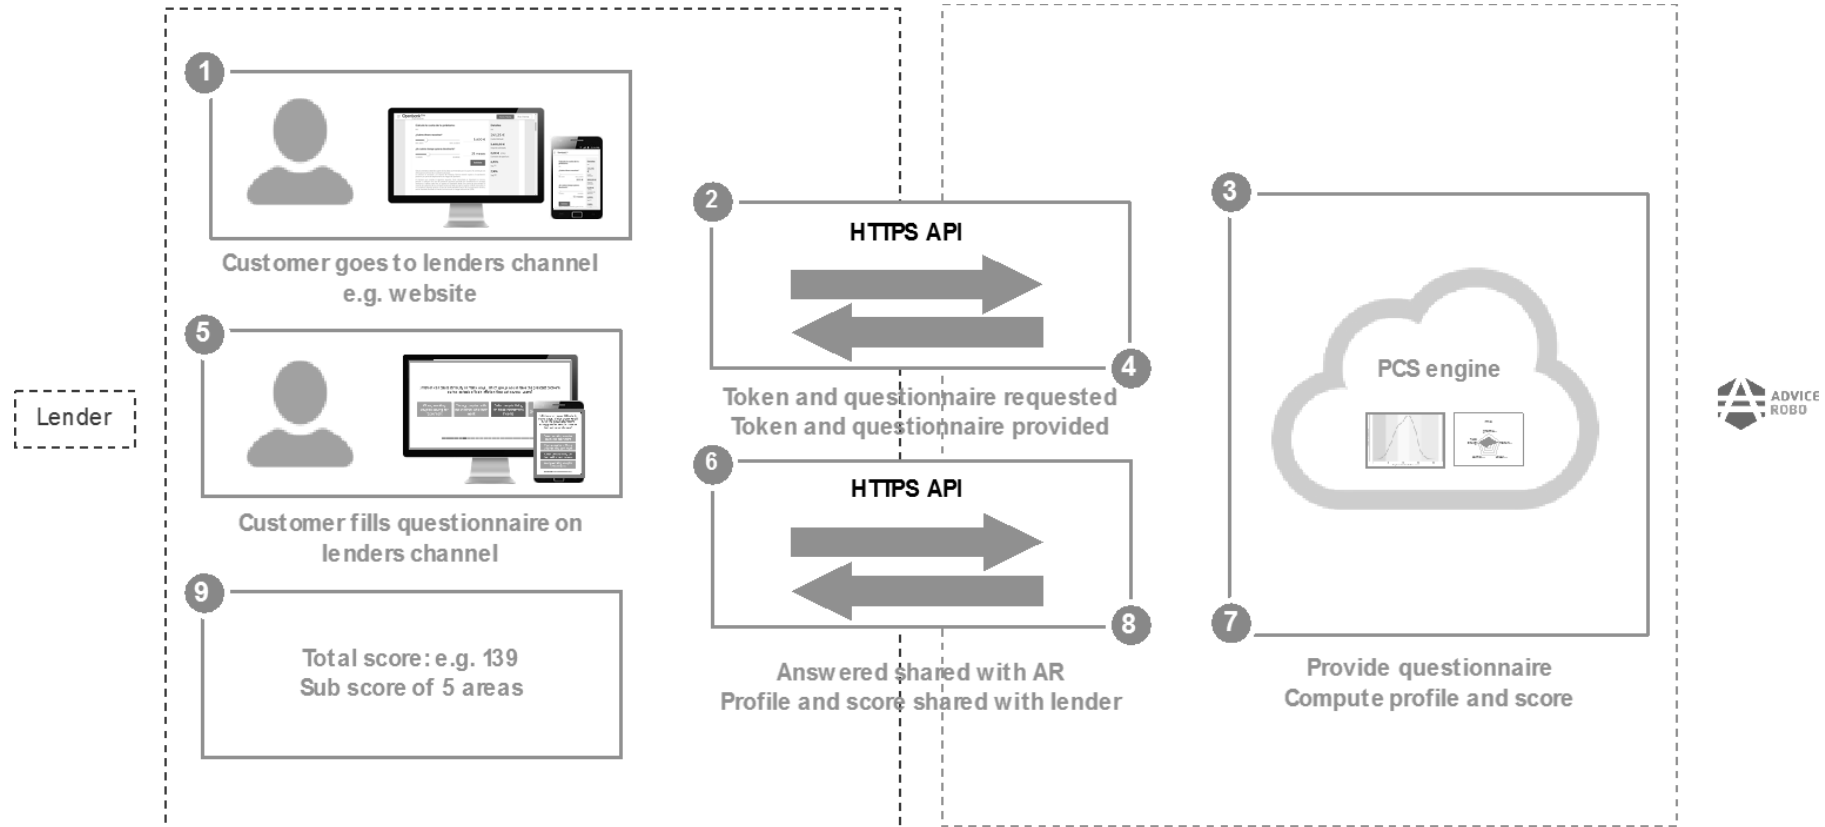 1
Customer goes to lenders channel
e.g. website
2
HTTPS API
4
Token and questionnaire requested
Token and questionnaire provided
3
PCS engine
7
Provide questionnaire
Compute profile and score
5
Customer fills questionnaire on
lenders channel
6
HTTPS API
8
Answered shared with AR
Profile and score shared with lender
9
Total score: e.g. 139
Sub score of 5 areas
Lender
ADVICE
ROBO